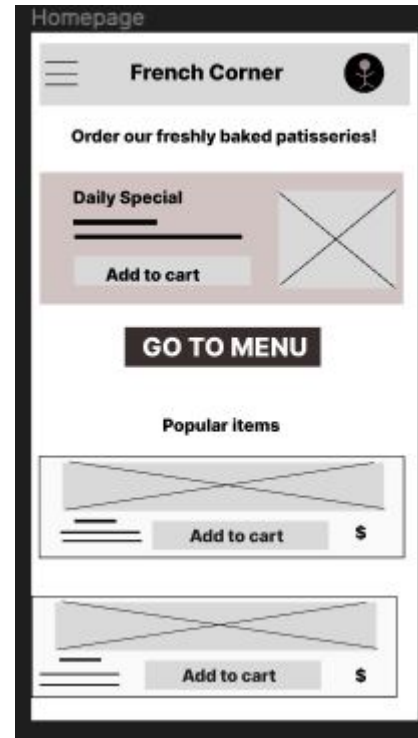 Homepage
French Corner
Order our freshly baked patisseries!
Daily Special
Add to cart
GO TO MENU
Popular items
Add to cart $
Add to cart $